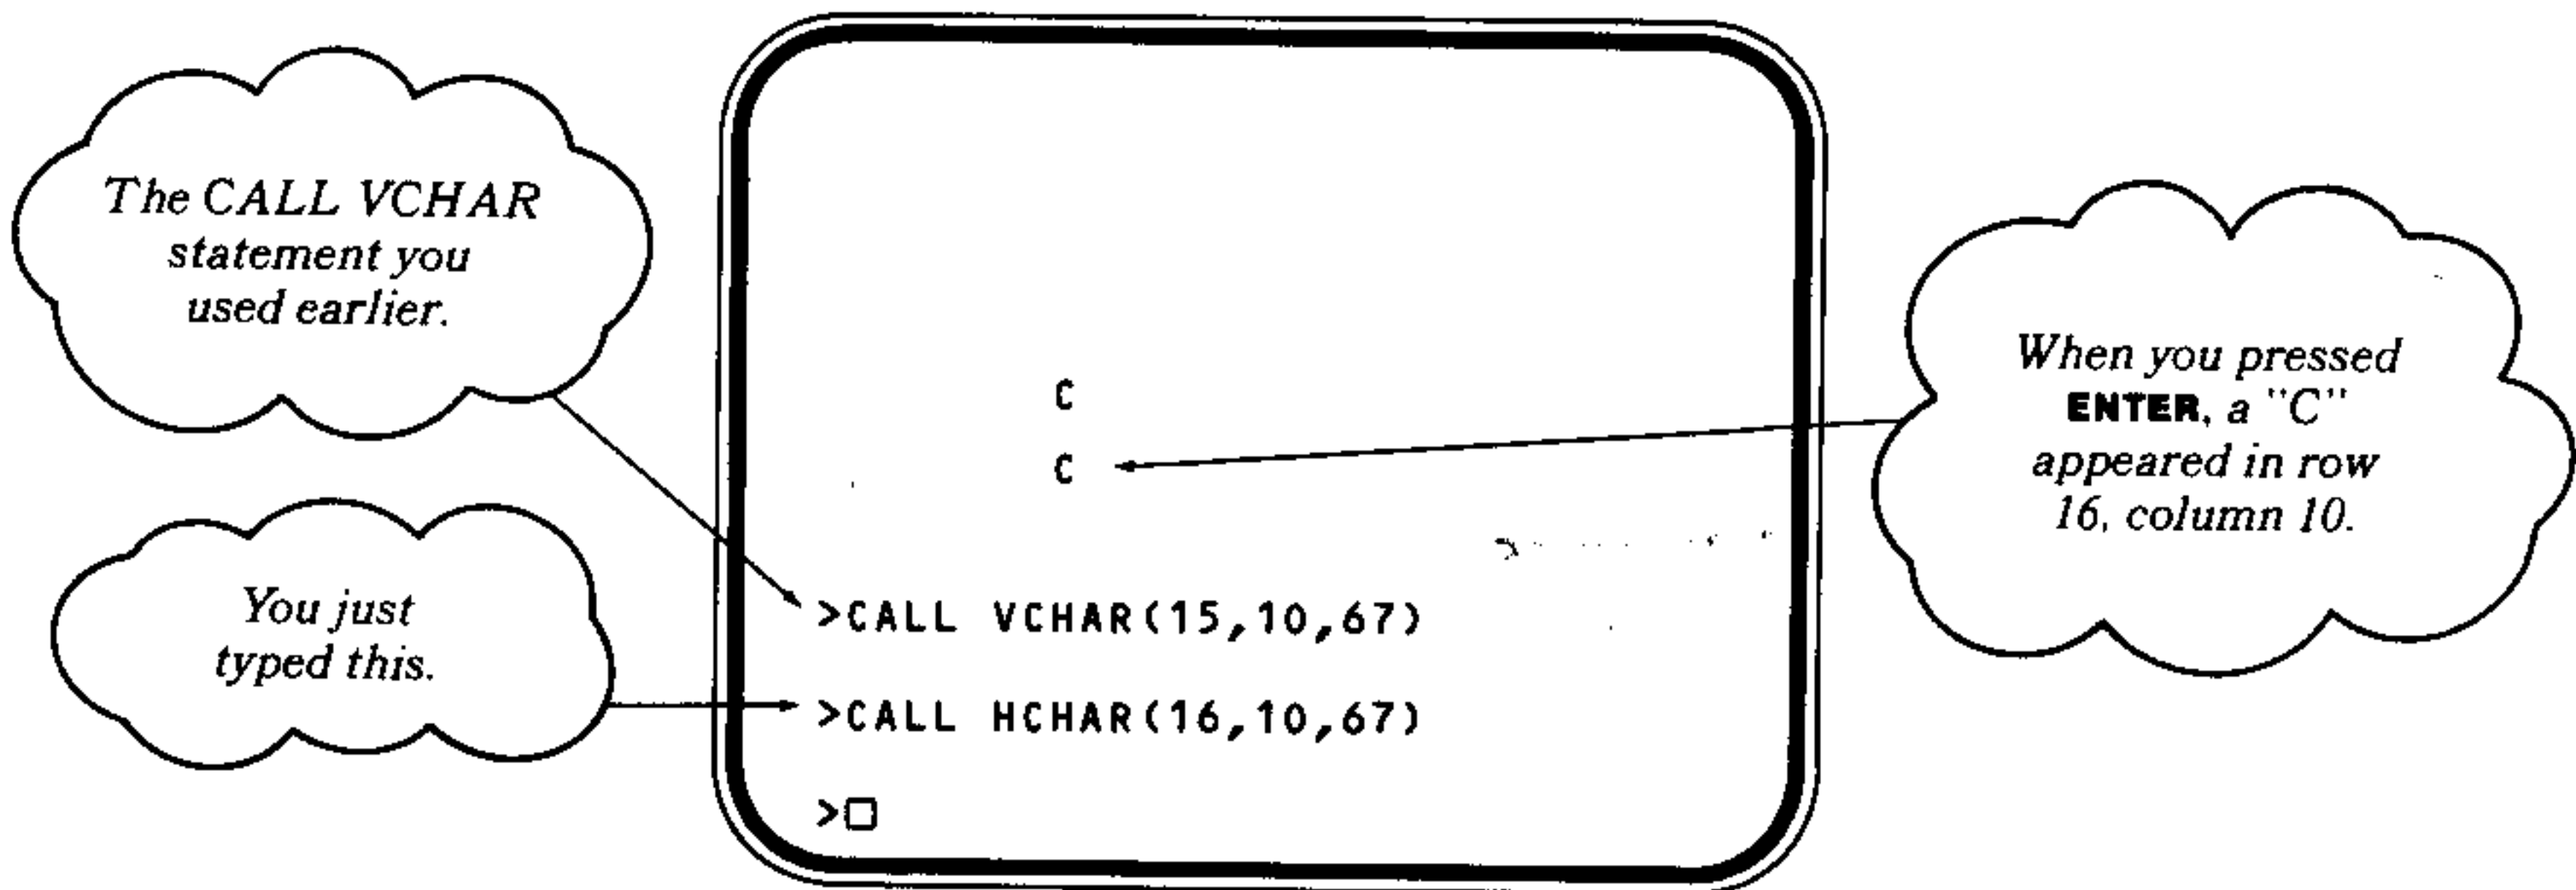 The CALL VCHAR
statement you
used earlier.
You just
typed this.
C
C
>CALL VCHAR(15,10,67)
>CALL HCHAR(16,10,67)
>□
When you pressed
ENTER, a "C"
appeared in row
16, column 10.